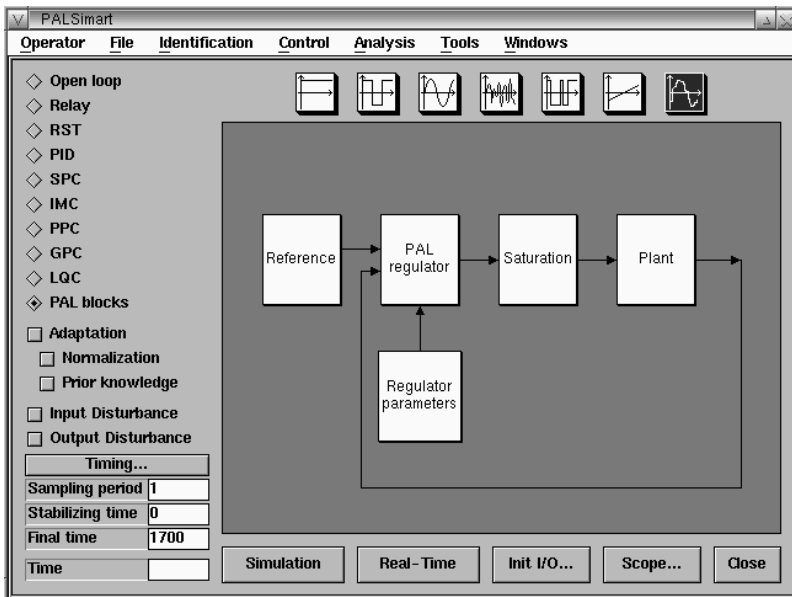 PALSimart
Operator File Identification Control Analysis Tools Windows
Open loop
Relay
RST
PID
SPC
IMC
PPC
GPC
LQC
PAL blocks
Adaptation
Normalization
Prior knowledge
Input Disturbance
Output Disturbance
Timing...
Sampling period 1
Stabilizing time 0
Final time 1700
Time
Reference
PAL
regulator
Saturation
Plant
Regulator
parameters
Simulation Real-Time Init I/O... Scope... Close